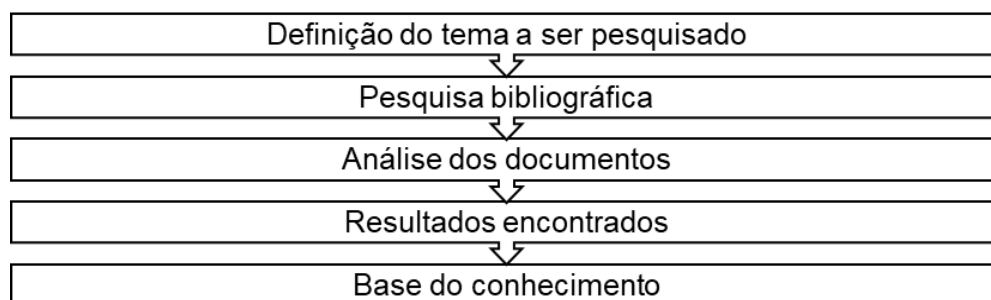 Definição do tema a ser pesquisado
Pesquisa bibliográfica
Análise dos documentos
Resultados encontrados
Base do conhecimento